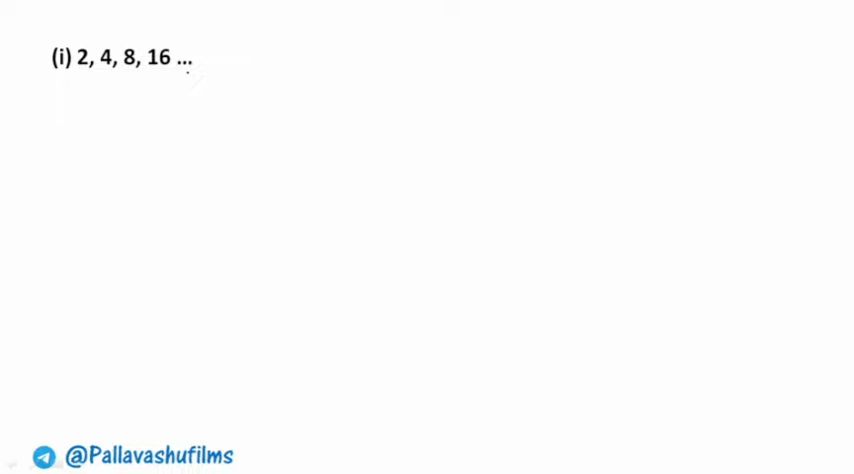 (i) 2, 4, 8, 16 ...
@Pallavashufilms